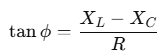 tan ϕ = (X_L − X_C) / R